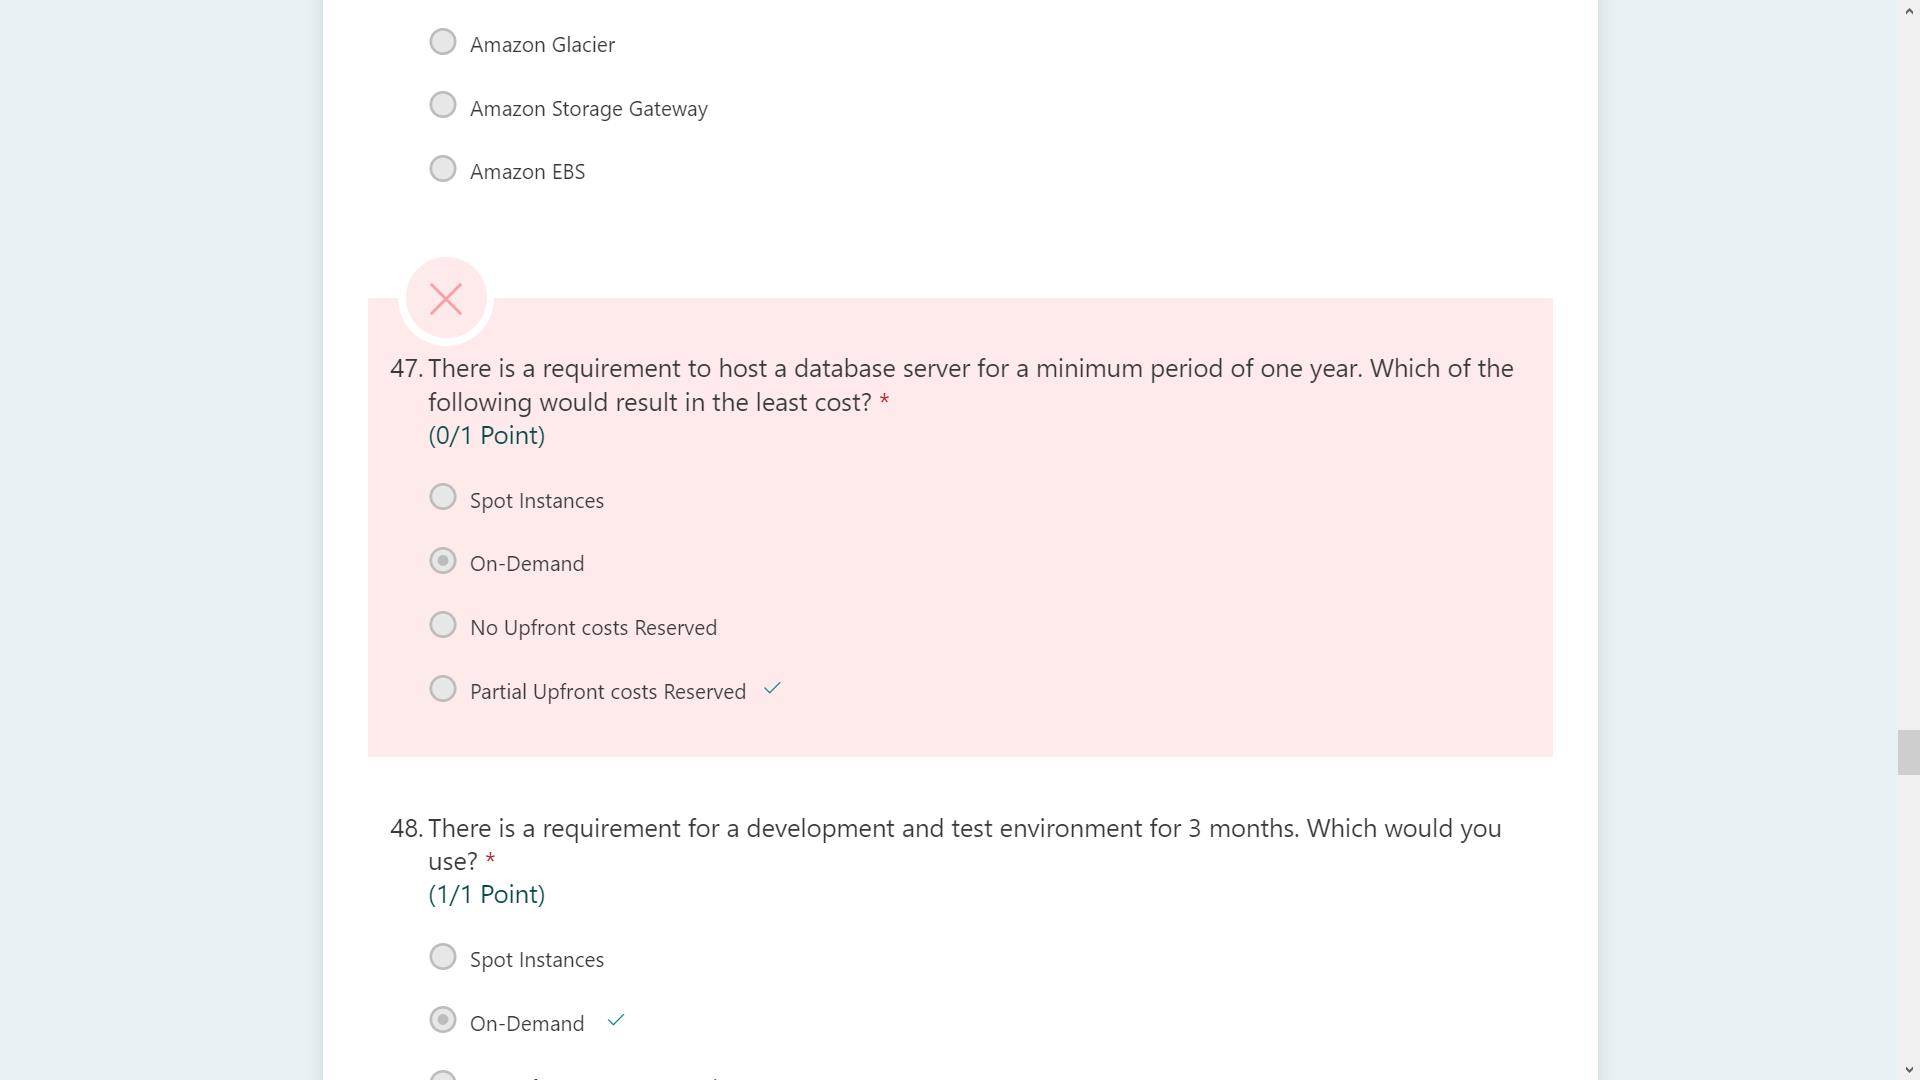 Amazon Glacier
Amazon Storage Gateway
Amazon EBS
47. There is a requirement to host a database server for a minimum period of one year. Which of the
following would result in the least cost? *
(0/1 Point)
Spot Instances
On-Demand
No Upfront costs Reserved
Partial Upfront costs Reserved
48. There is a requirement for a development and test environment for 3 months. Which would you
use? *
(1/1 Point)
Spot Instances
On-Demand